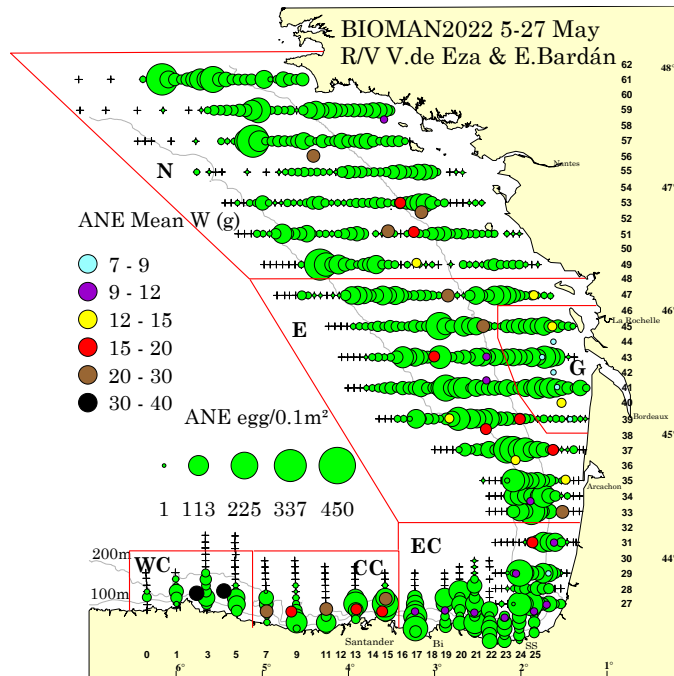 BIOMAN2022 5-27 May
R/V V.de Eza & E.Bardán
62
61
60
59
58
57
56
55
54
53
52
51
50
49
48
47
46
45
44
43
42
41
40
39
38
37
36
35
34
33
32
31
30
29
28
27
48°
47°
45°
44°
Nantes
La Rochelle
Bordeaux
Arcachon
N
E
G
ANE Mean W (g)
7 - 9
9 - 12
12 - 15
15 - 20
20 - 30
30 - 40
ANE egg/0.1m²
1 113 225 337 450
WC
CC
EC
200m
100m
Santander Bi SS
0 1 3 5 7 9 11 12 13 14 15 16 17 18 19 20 21 22 23 24 25
6° 5° 4° 3° 2° 1°